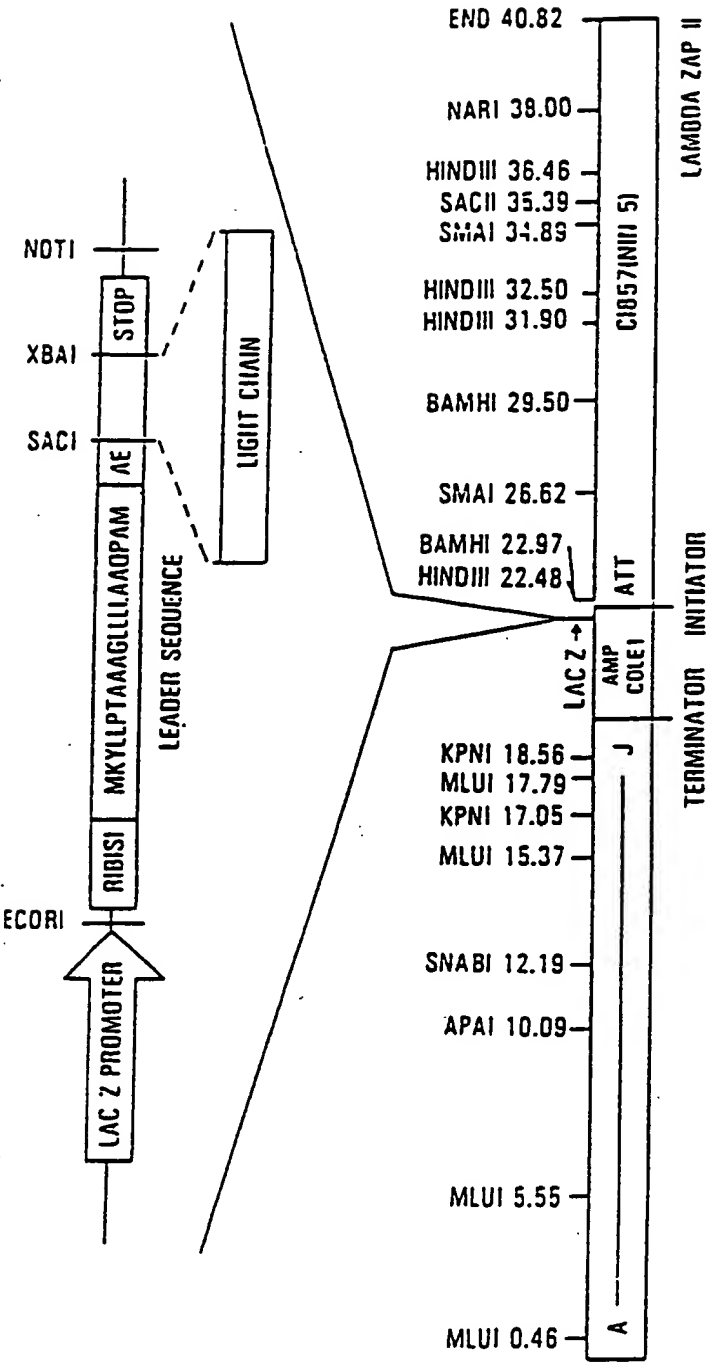 END 40.82
NARI 38.00
HINDIII 36.46
SACII 35.39
SMAI 34.89
HINDIII 32.50
HINDIII 31.90
BAMHI 29.50
SMAI 26.62
BAMHI 22.97
HINDIII 22.48
LAC Z →
KPNI 18.56
MLUI 17.79
KPNI 17.05
MLUI 15.37
SNABI 12.19
APAI 10.09
MLUI 5.55
MLUI 0.46
LAMBDA ZAP II
CI857(NIN 5)
ATT
INITIATOR
AMP
COLE1
TERMINATOR
J
A
NOTI
STOP
XBAI
SACI
AE
LIGHT CHAIN
MKYLLPTAAAGLLLLAAQPAM
LEADER SEQUENCE
RIBISI
ECORI
LAC Z PROMOTER